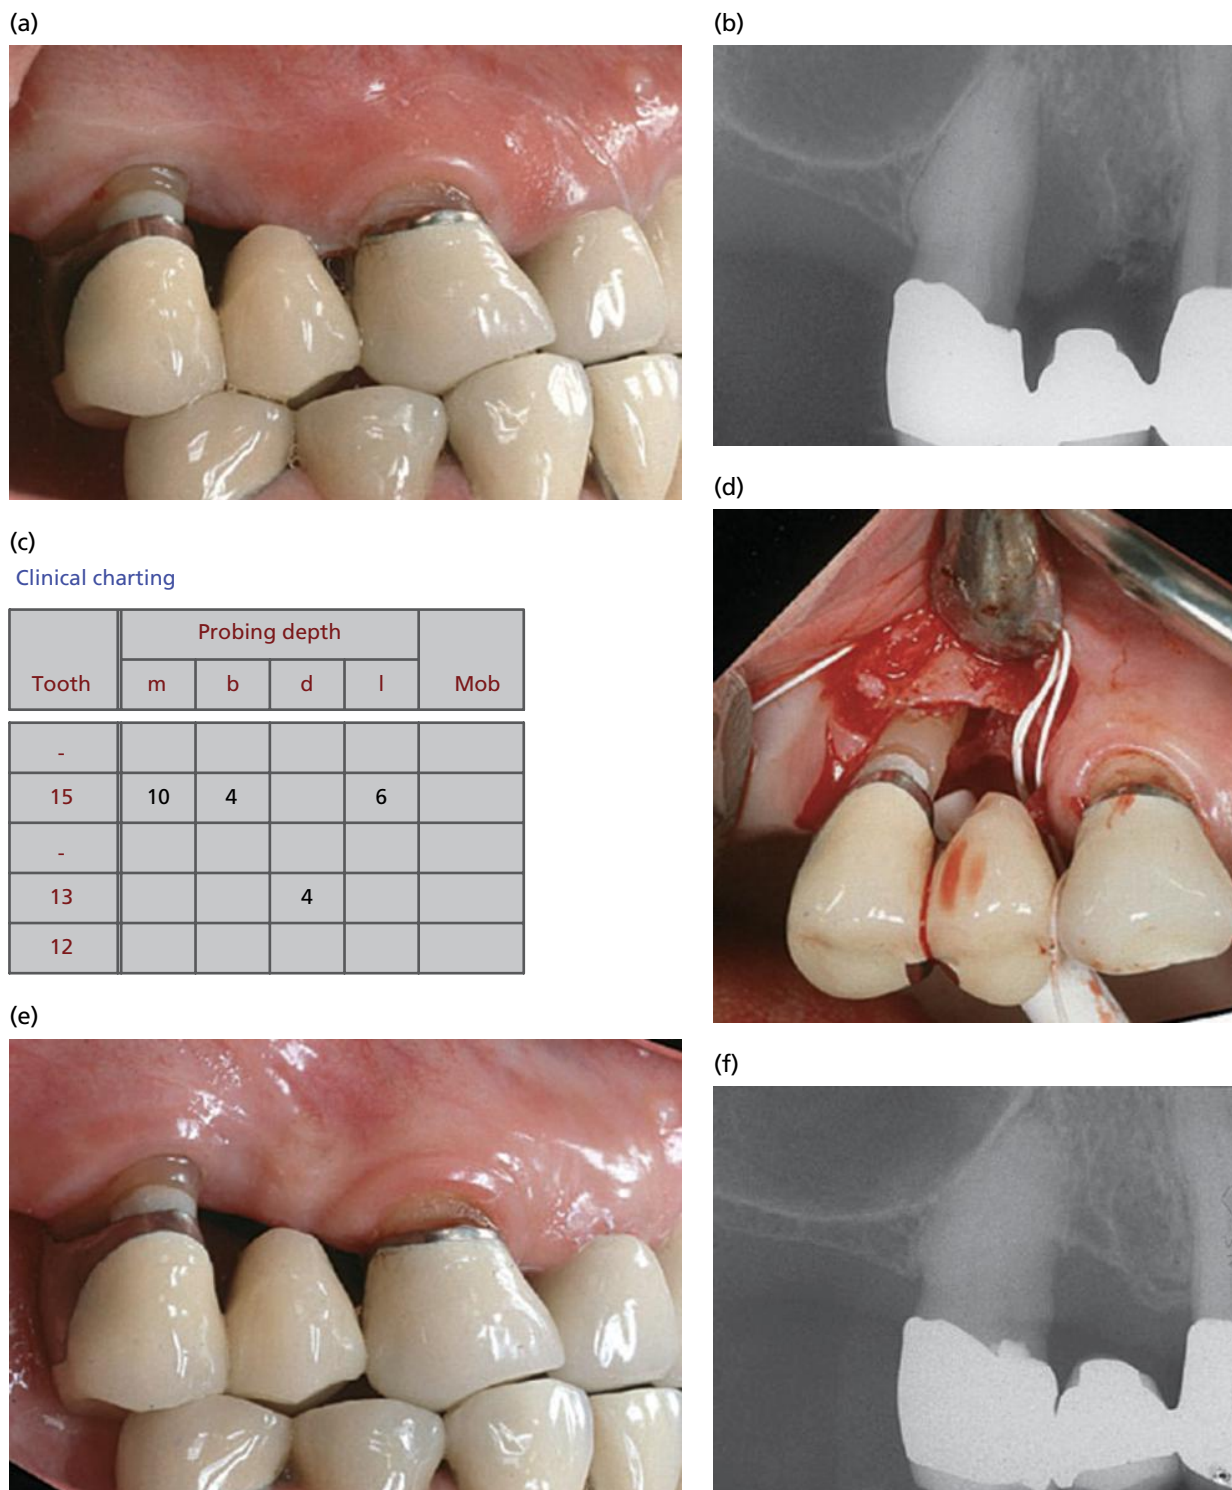 (a)
(b)
(c)
Clinical charting
Tooth
Probing depth
m b d l
Mob
-
15 10 4 6
-
13 4
12
(d)
(e)
(f)